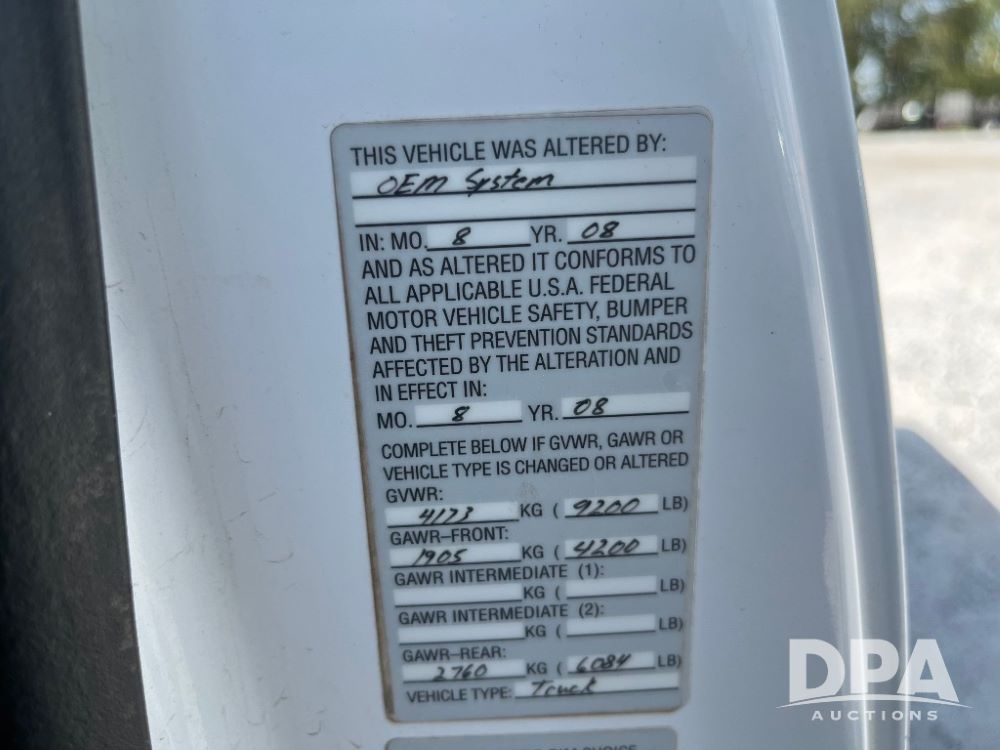 THIS VEHICLE WAS ALTERED BY:
OEM System
IN: MO. 8 YR. 08
AND AS ALTERED IT CONFORMS TO
ALL APPLICABLE U.S.A. FEDERAL
MOTOR VEHICLE SAFETY, BUMPER
AND THEFT PREVENTION STANDARDS
AFFECTED BY THE ALTERATION AND
IN EFFECT IN:
MO. 8 YR. 08
COMPLETE BELOW IF GVWR, GAWR OR
VEHICLE TYPE IS CHANGED OR ALTERED
GVWR:
4173 KG ( 9200 LB)
GAWR–FRONT:
1905 KG ( 4200 LB)
GAWR INTERMEDIATE (1):
KG ( LB)
GAWR INTERMEDIATE (2):
KG ( LB)
GAWR–REAR:
2760 KG ( 6084 LB)
VEHICLE TYPE: Truck
DPA
AUCTIONS